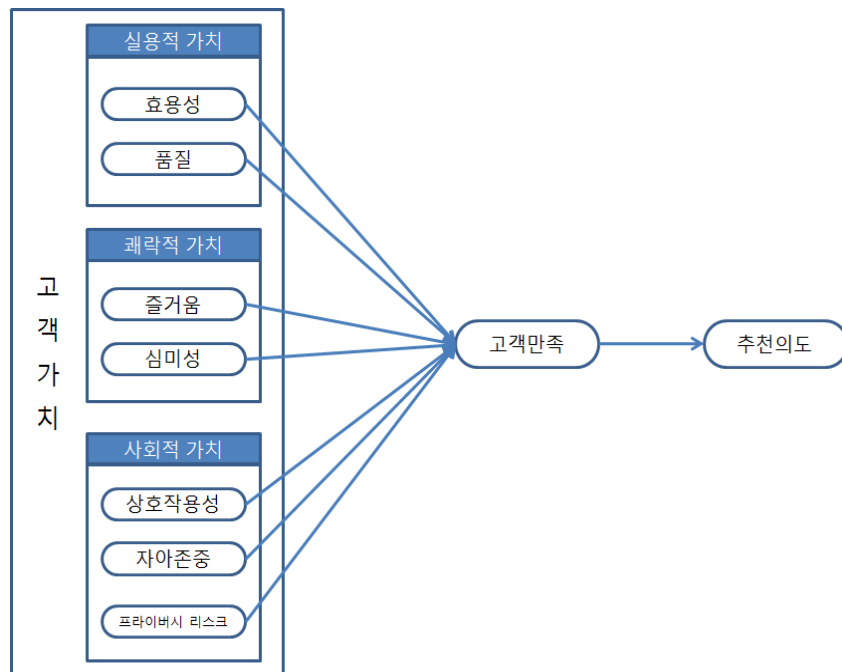 고객가치
실용적 가치
효용성
품질
쾌락적 가치
즐거움
심미성
사회적 가치
상호작용성
자아존중
프라이버시 리스크
고객만족
추천의도